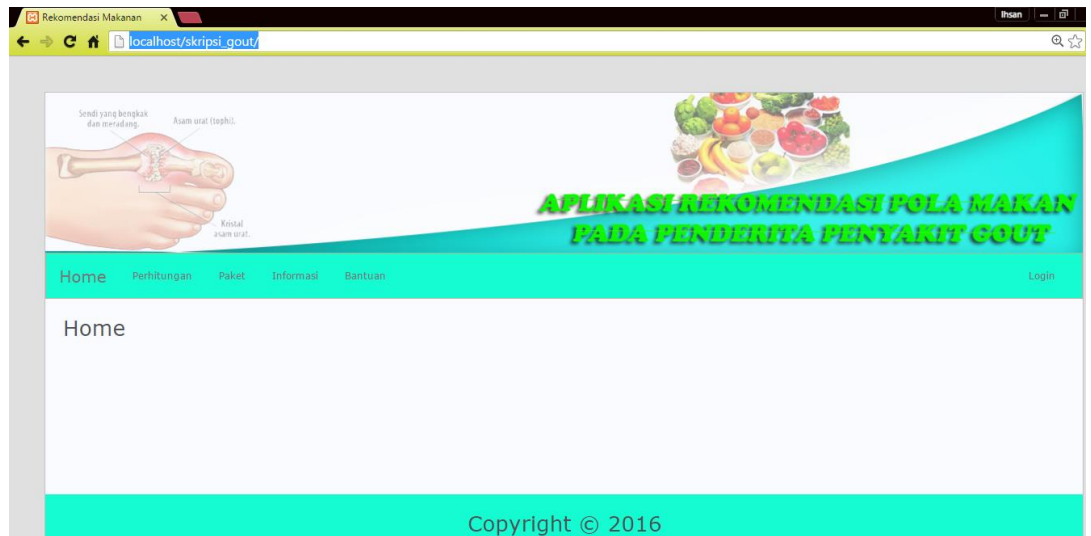 Rekomendasi Makanan
Ihsan
localhost/skripsi_gout/
Sendi yang bengkak
dan meradang.
Asam urat (tophi).
Kristal
asam urat.
APLIKASI REKOMENDASI POLA MAKAN
PADA PENDERITA PENYAKIT GOUT
Home Perhitungan Paket Informasi Bantuan Login
Home
Copyright © 2016